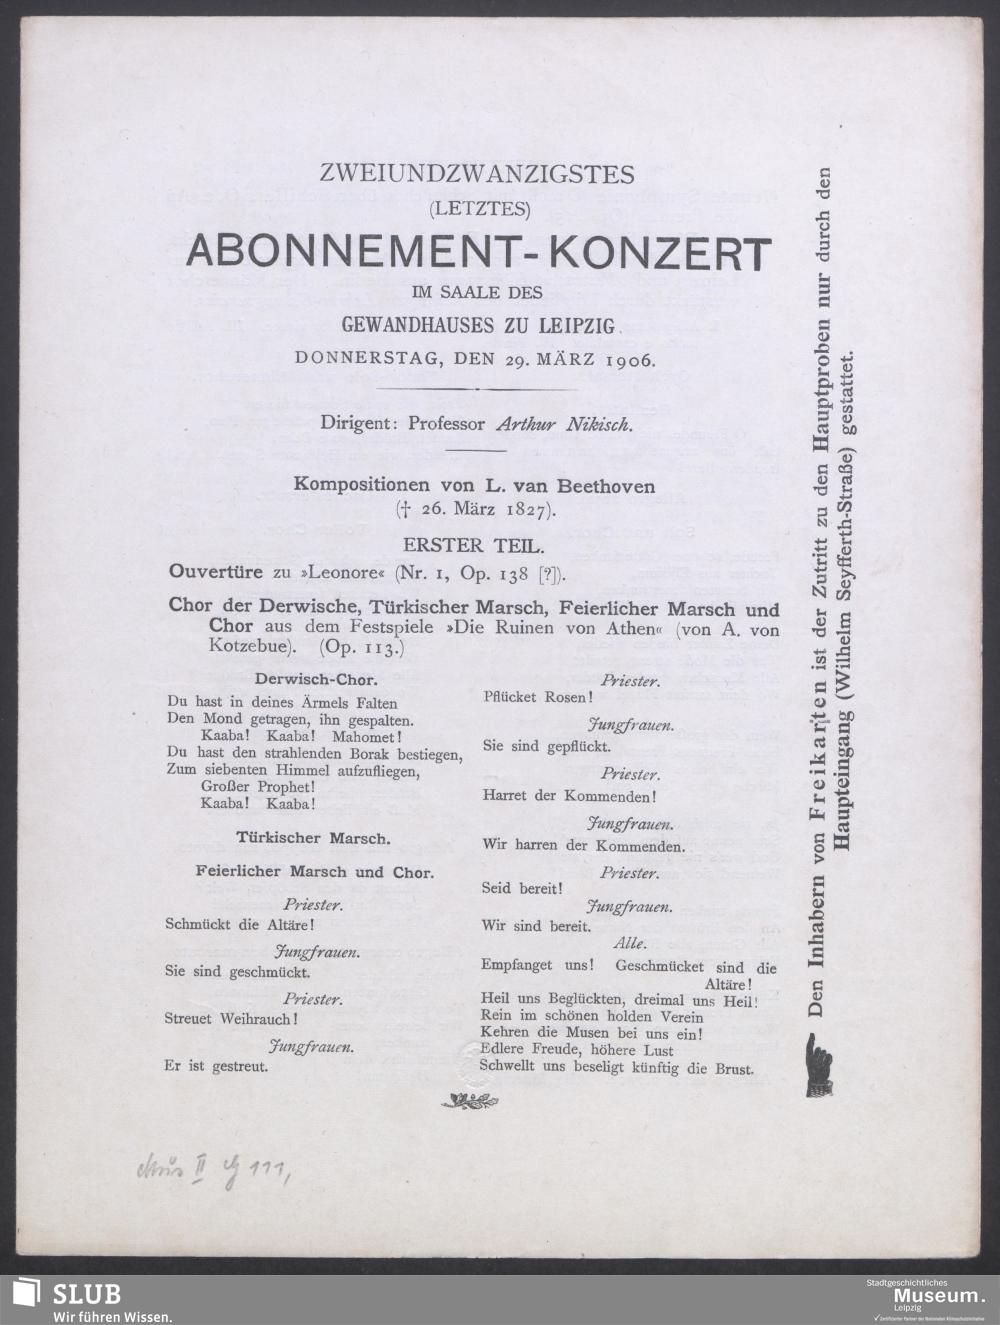 ZWEIUNDZWANZIGSTES
(LETZTES)
ABONNEMENT-KONZERT
IM SAALE DES
GEWANDHAUSES ZU LEIPZIG.
DONNERSTAG, DEN 29. MÄRZ 1906.
Dirigent: Professor Arthur Nikisch.
Kompositionen von L. van Beethoven
(† 26. März 1827).
ERSTER TEIL.
Ouvertüre zu »Leonore« (Nr. 1, Op. 138 [?]).
Chor der Derwische, Türkischer Marsch, Feierlicher Marsch und
Chor aus dem Festspiele »Die Ruinen von Athen« (von A. von
Kotzebue). (Op. 113.)
Derwisch-Chor.
Du hast in deines Ärmels Falten
Den Mond getragen, ihn gespalten.
Kaaba! Kaaba! Mahomet!
Du hast den strahlenden Borak bestiegen,
Zum siebenten Himmel aufzufliegen,
Großer Prophet!
Kaaba! Kaaba!
Türkischer Marsch.
Feierlicher Marsch und Chor.
Priester.
Schmückt die Altäre!
Jungfrauen.
Sie sind geschmückt.
Priester.
Streuet Weihrauch!
Jungfrauen.
Er ist gestreut.
Priester.
Pflücket Rosen!
Jungfrauen.
Sie sind gepflückt.
Priester.
Harret der Kommenden!
Jungfrauen.
Wir harren der Kommenden.
Priester.
Seid bereit!
Jungfrauen.
Wir sind bereit.
Alle.
Empfanget uns! Geschmücket sind die
Altäre!
Heil uns Beglückten, dreimal uns Heil!
Rein im schönen holden Verein
Kehren die Musen bei uns ein!
Edlere Freude, höhere Lust
Schwellt uns beseligt künftig die Brust.
Den Inhabern von Freikarten ist der Zutritt zu den Hauptproben nur durch den
Haupteingang (Wilhelm Seyfferth-Straße) gestattet.
II
111,
SLUB
Wir führen Wissen.
Stadtgeschichtliches
Museum.
Leipzig
Zertifizierter Partner der Nationalen Klimaschutzinitiative